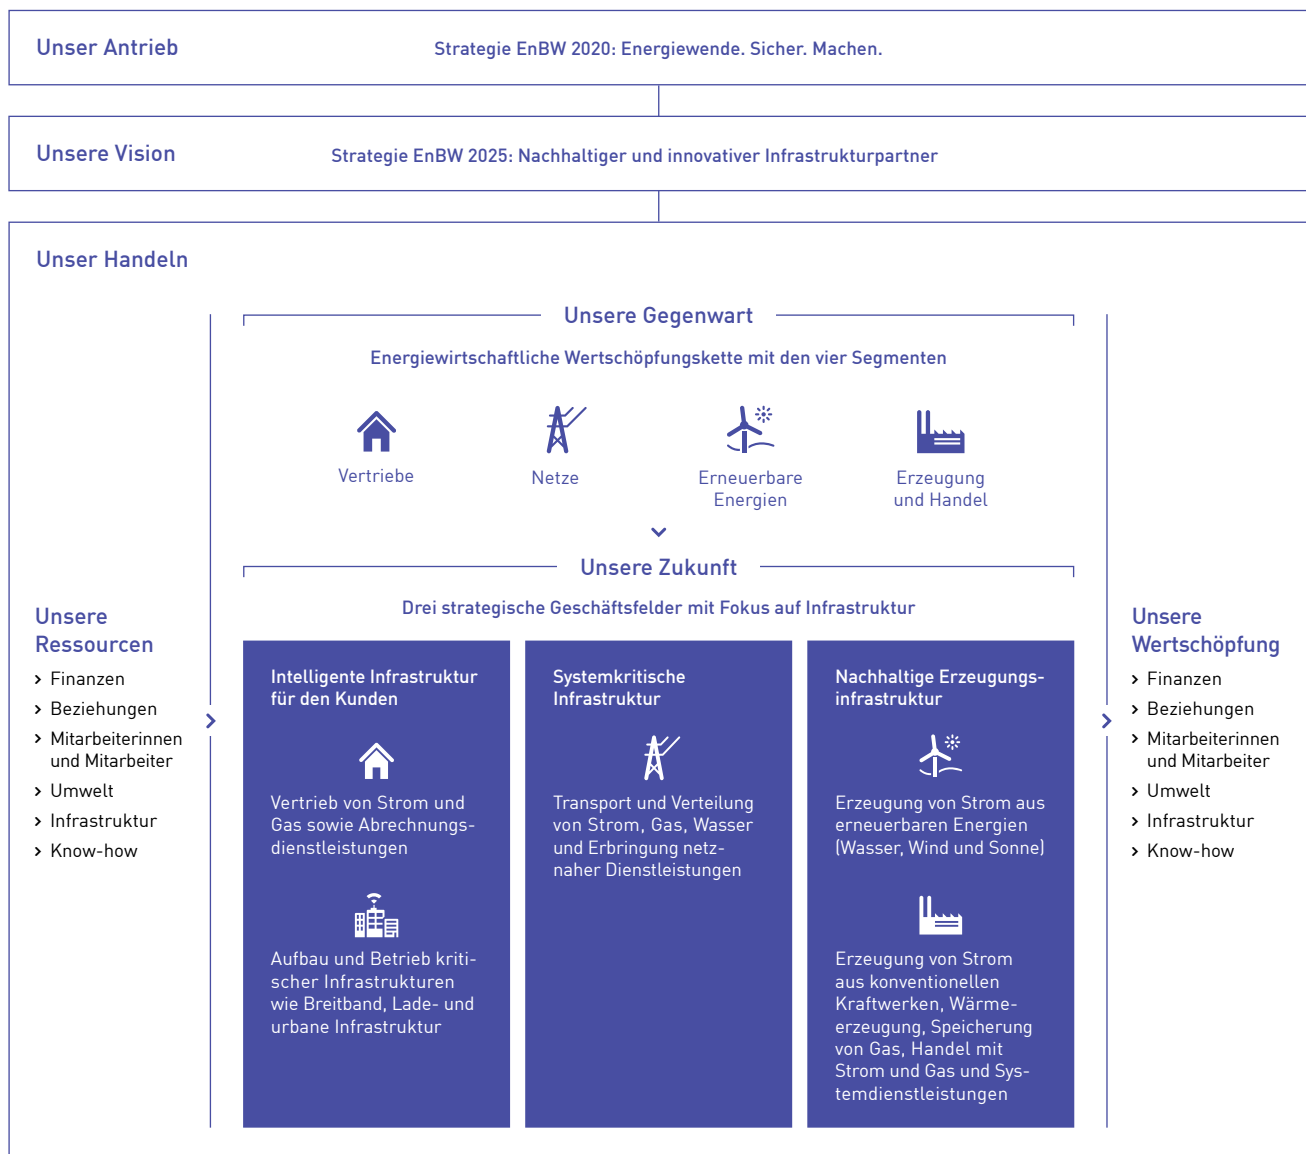 Unser Antrieb
Strategie EnBW 2020: Energiewende. Sicher. Machen.
Unsere Vision
Strategie EnBW 2025: Nachhaltiger und innovativer Infrastrukturpartner
Unser Handeln
Unsere Gegenwart
Energiewirtschaftliche Wertschöpfungskette mit den vier Segmenten
Vertriebe
Netze
Erneuerbare
Energien
Erzeugung
und Handel
Unsere Zukunft
Drei strategische Geschäftsfelder mit Fokus auf Infrastruktur
Unsere
Ressourcen
Finanzen
Beziehungen
Mitarbeiterinnen
und Mitarbeiter
Umwelt
Infrastruktur
Know-how
Intelligente Infrastruktur
für den Kunden
Vertrieb von Strom und
Gas sowie Abrechnungs-
dienstleistungen
Aufbau und Betrieb kriti-
scher Infrastrukturen
wie Breitband, Lade- und
urbane Infrastruktur
Systemkritische
Infrastruktur
Transport und Verteilung
von Strom, Gas, Wasser
und Erbringung netz-
naher Dienstleistungen
Nachhaltige Erzeugungs-
infrastruktur
Erzeugung von Strom aus
erneuerbaren Energien
(Wasser, Wind und Sonne)
Erzeugung von Strom
aus konventionellen
Kraftwerken, Wärme-
erzeugung, Speicherung
von Gas, Handel mit
Strom und Gas und Sys-
temdienstleistungen
Unsere
Wertschöpfung
Finanzen
Beziehungen
Mitarbeiterinnen
und Mitarbeiter
Umwelt
Infrastruktur
Know-how